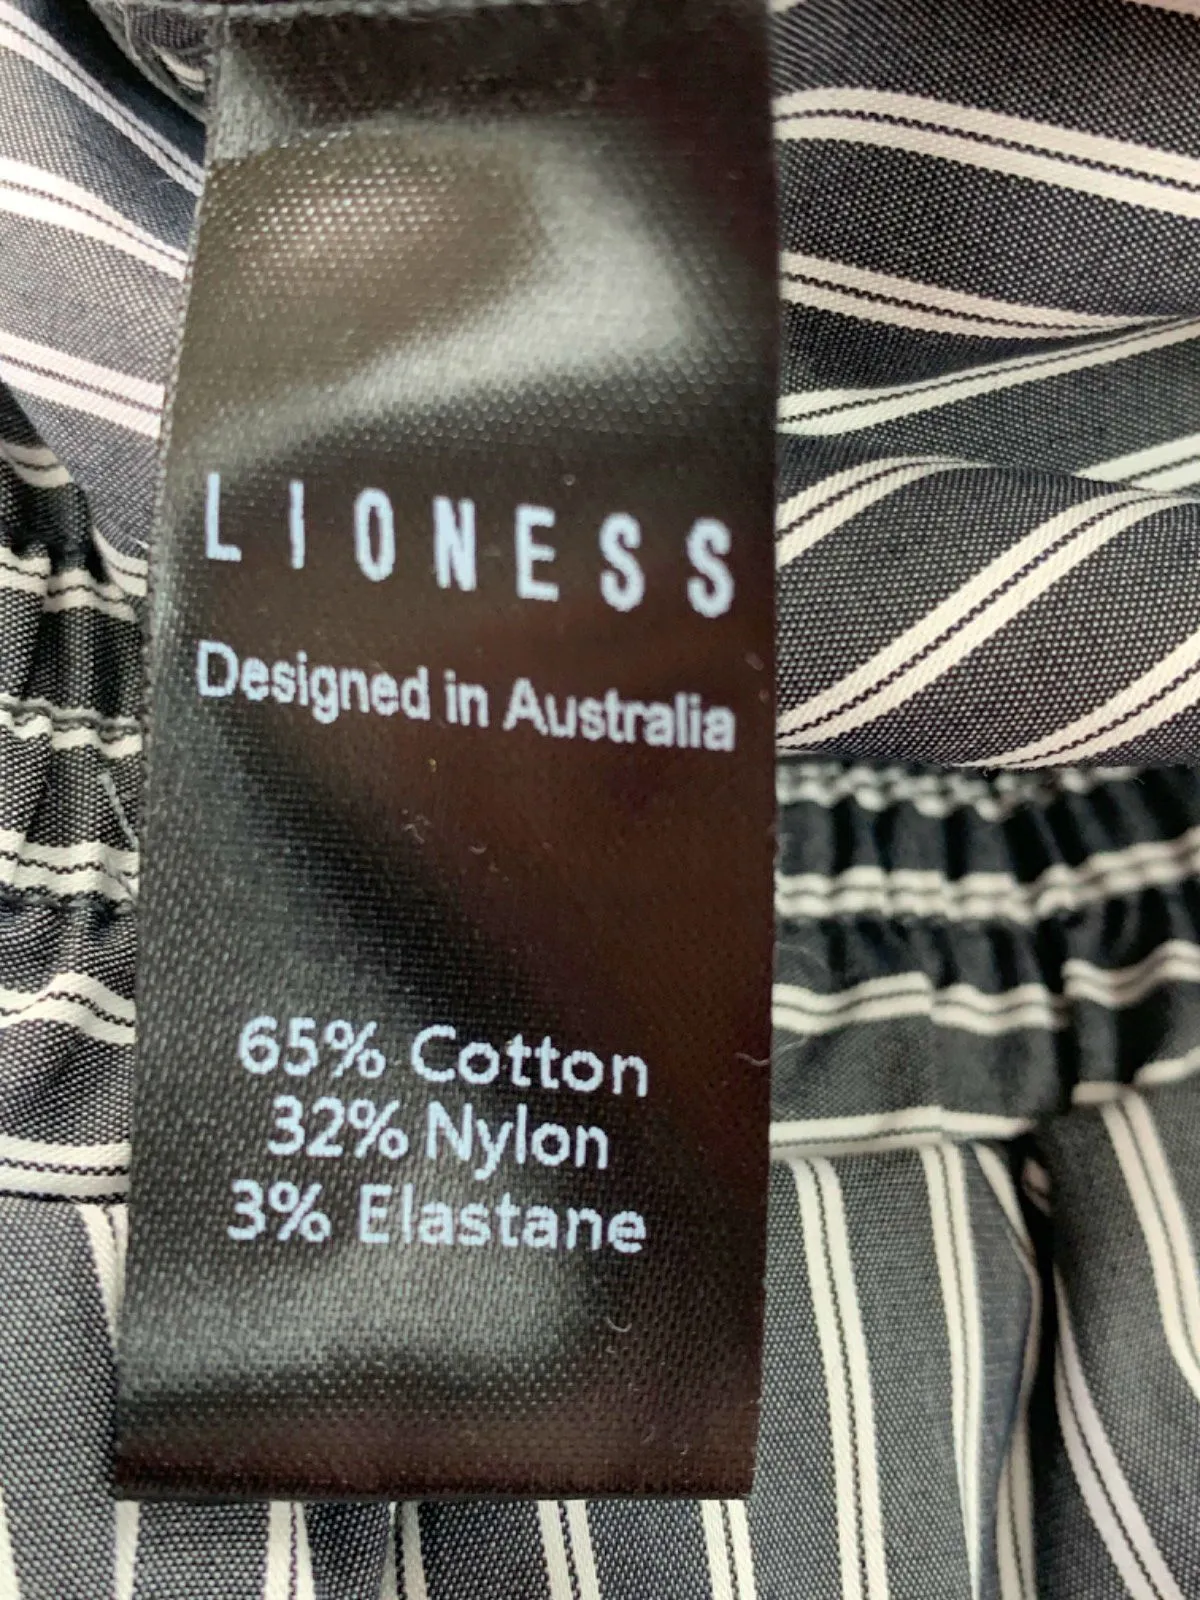 LIONESS
Designed in Australia
65% Cotton
32% Nylon
3% Elastane